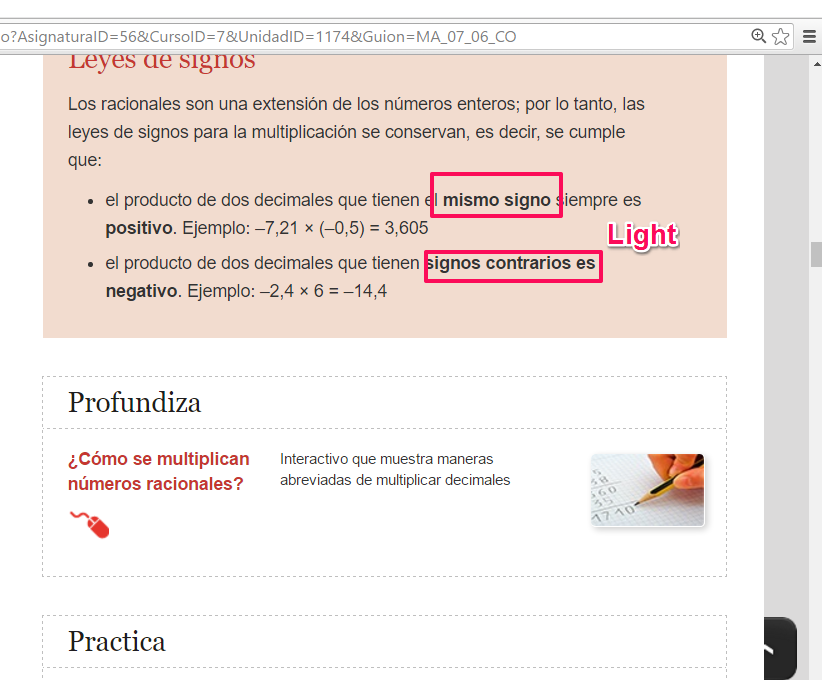 o?AsignaturaID=56&CursoID=7&UnidadID=1174&Guion=MA_07_06_CO
Leyes de signos
Los racionales son una extensión de los números enteros; por lo tanto, las
leyes de signos para la multiplicación se conservan, es decir, se cumple
que:
• el producto de dos decimales que tienen el mismo signo siempre es
positivo. Ejemplo: –7,21 × (–0,5) = 3,605
Light
• el producto de dos decimales que tienen signos contrarios es
negativo. Ejemplo: –2,4 × 6 = –14,4
Profundiza
¿Cómo se multiplican
números racionales?
Interactivo que muestra maneras
abreviadas de multiplicar decimales
1710
Practica